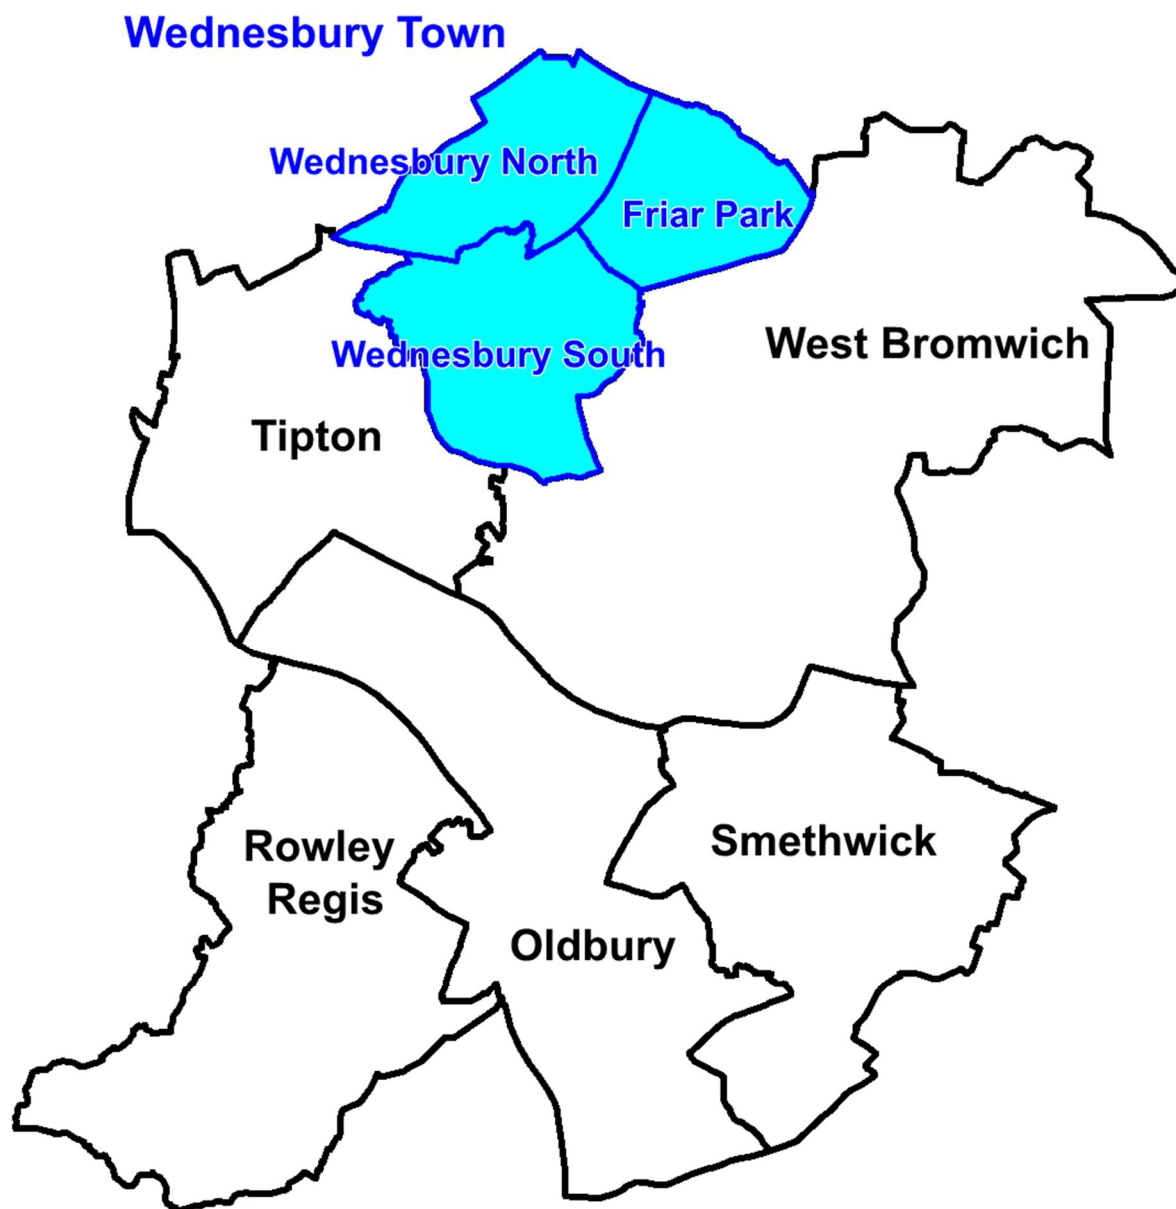 Wednesbury Town
Wednesbury North
Friar Park
West Bromwich
Wednesbury South
Tipton
Smethwick
Rowley
Regis
Oldbury